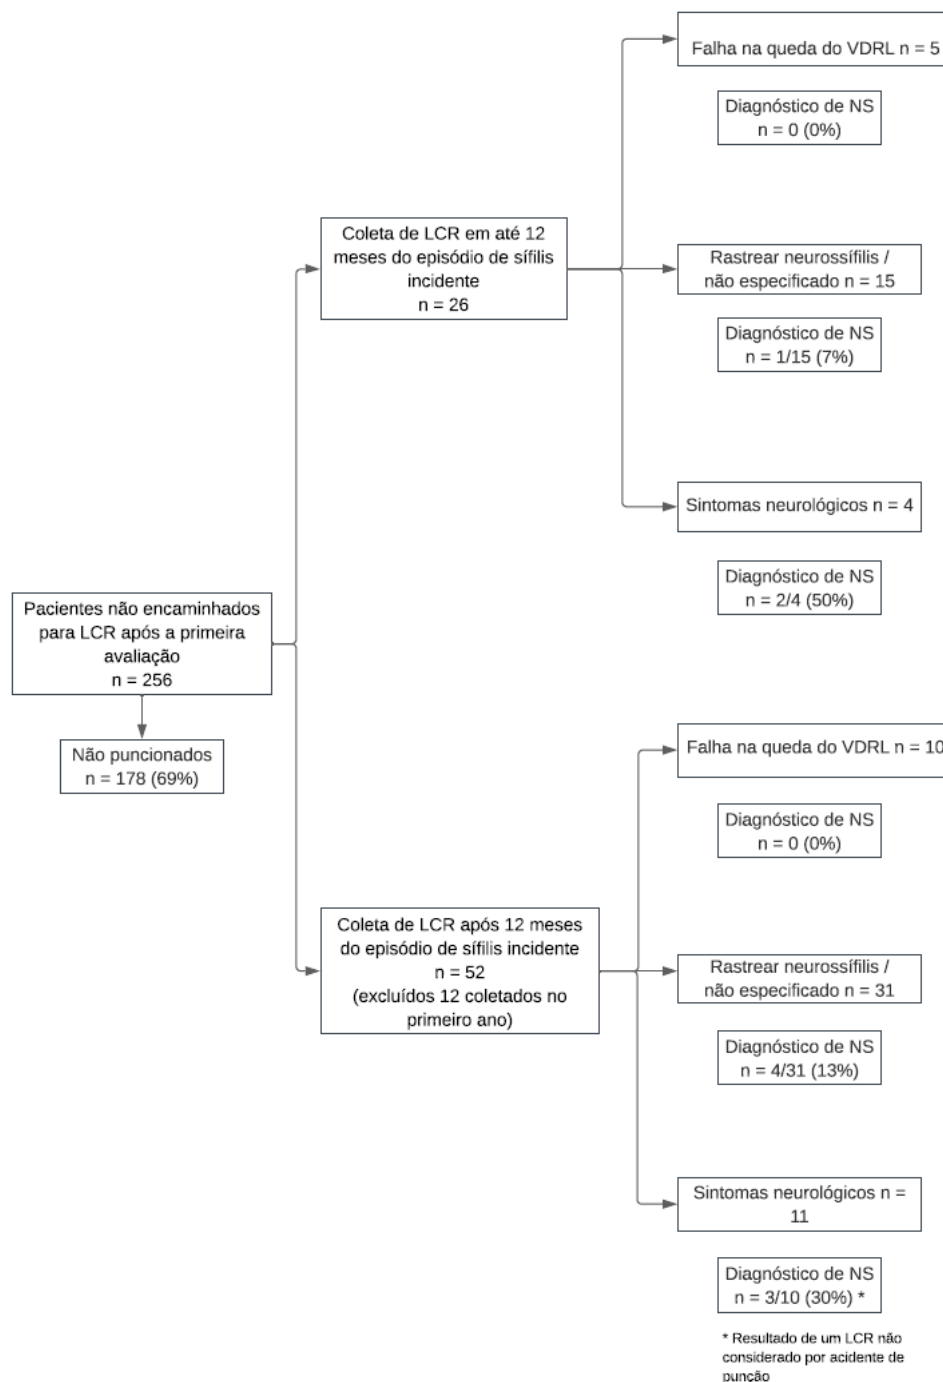 Pacientes não encaminhados
para LCR após a primeira
avaliação
n = 256
Não puncionados
n = 178 (69%)
Coleta de LCR em até 12
meses do episódio de sífilis
incidente
n = 26
Falha na queda do VDRL n = 5
Diagnóstico de NS
n = 0 (0%)
Rastrear neurossífilis /
não especificado n = 15
Diagnóstico de NS
n = 1/15 (7%)
Sintomas neurológicos n = 4
Diagnóstico de NS
n = 2/4 (50%)
Coleta de LCR após 12 meses
do episódio de sífilis incidente
n = 52
(excluídos 12 coletados no
primeiro ano)
Falha na queda do VDRL n = 10
Diagnóstico de NS
n = 0 (0%)
Rastrear neurossífilis /
não especificado n = 31
Diagnóstico de NS
n = 4/31 (13%)
Sintomas neurológicos n =
11
Diagnóstico de NS
n = 3/10 (30%) *
* Resultado de um LCR não
considerado por acidente de
punção